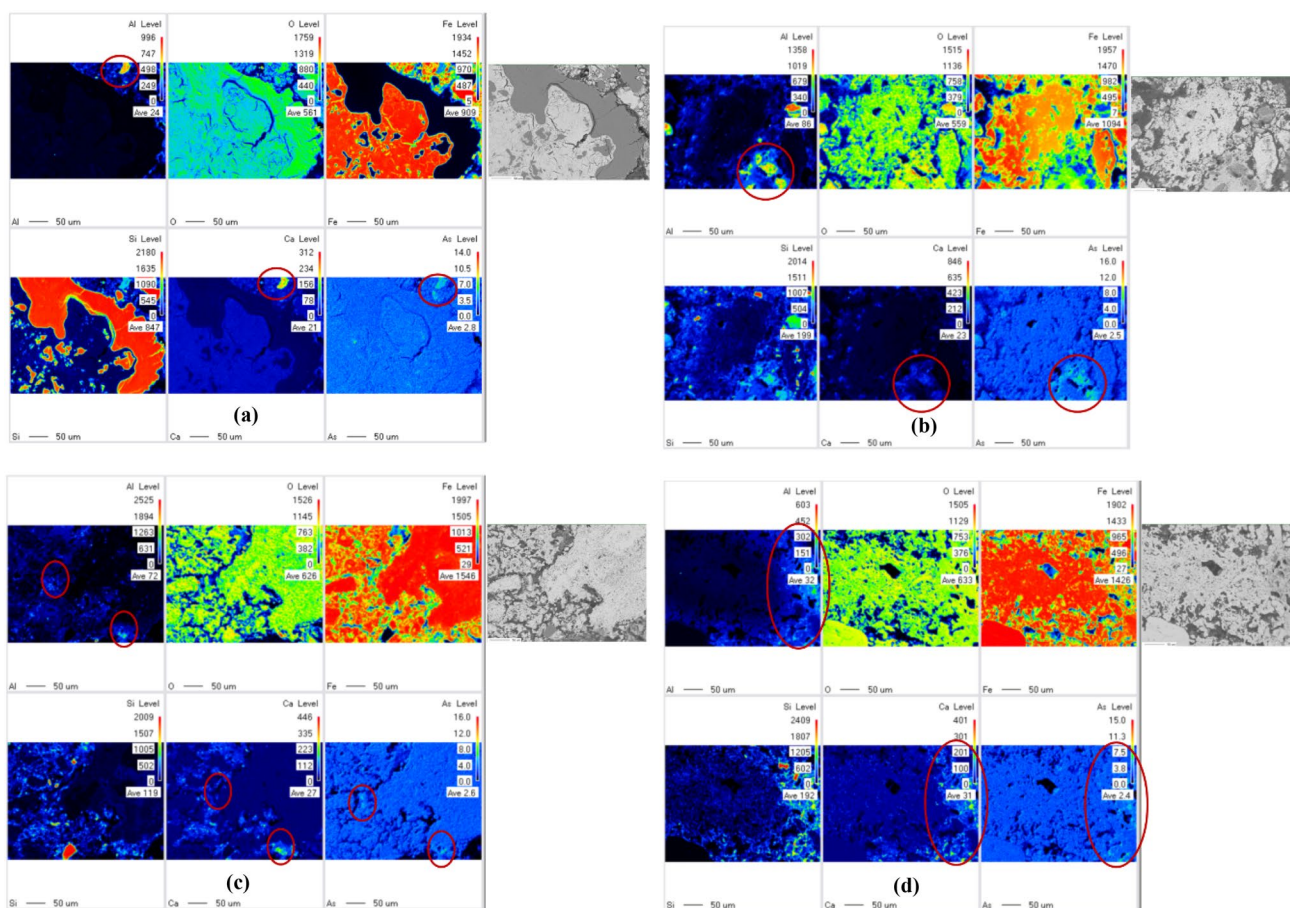 Al Level
996
747
498
249
0
Ave 24
Al 50 um
O Level
1759
1319
880
440
0
Ave 561
O 50 um
Fe Level
1934
1452
970
487
5
Ave 909
Fe 50 um
Si Level
2180
1635
1090
545
0
Ave 847
Si 50 um
Ca Level
312
234
156
78
0
Ave 21
Ca 50 um
As Level
14.0
10.5
7.0
3.5
0.0
Ave 2.8
As 50 um
(a)
Al Level
1358
1019
679
340
0
Ave 86
Al 50 um
O Level
1515
1136
758
379
0
Ave 559
O 50 um
Fe Level
1957
1470
982
495
7
Ave 1094
Fe 50 um
Si Level
2014
1511
1007
504
0
Ave 199
Si 50 um
Ca Level
846
635
423
212
0
Ave 23
Ca 50 um
As Level
16.0
12.0
8.0
4.0
0.0
Ave 2.5
As 50 um
(b)
Al Level
2525
1894
1263
631
0
Ave 72
Al 50 um
O Level
1526
1145
763
382
0
Ave 626
O 50 um
Fe Level
1997
1505
1013
521
29
Ave 1546
Fe 50 um
Si Level
2009
1507
1005
502
0
Ave 119
Si 50 um
Ca Level
446
335
223
112
0
Ave 27
Ca 50 um
As Level
16.0
12.0
8.0
4.0
0.0
Ave 2.6
As 50 um
(c)
Al Level
603
452
302
151
0
Ave 32
Al 50 um
O Level
1505
1129
753
376
0
Ave 633
O 50 um
Fe Level
1902
1433
965
496
27
Ave 1426
Fe 50 um
Si Level
2409
1807
1205
602
0
Ave 192
Si 50 um
Ca Level
401
301
201
100
0
Ave 31
Ca 50 um
As Level
15.0
11.3
7.5
3.8
0.0
Ave 2.4
As 50 um
(d)